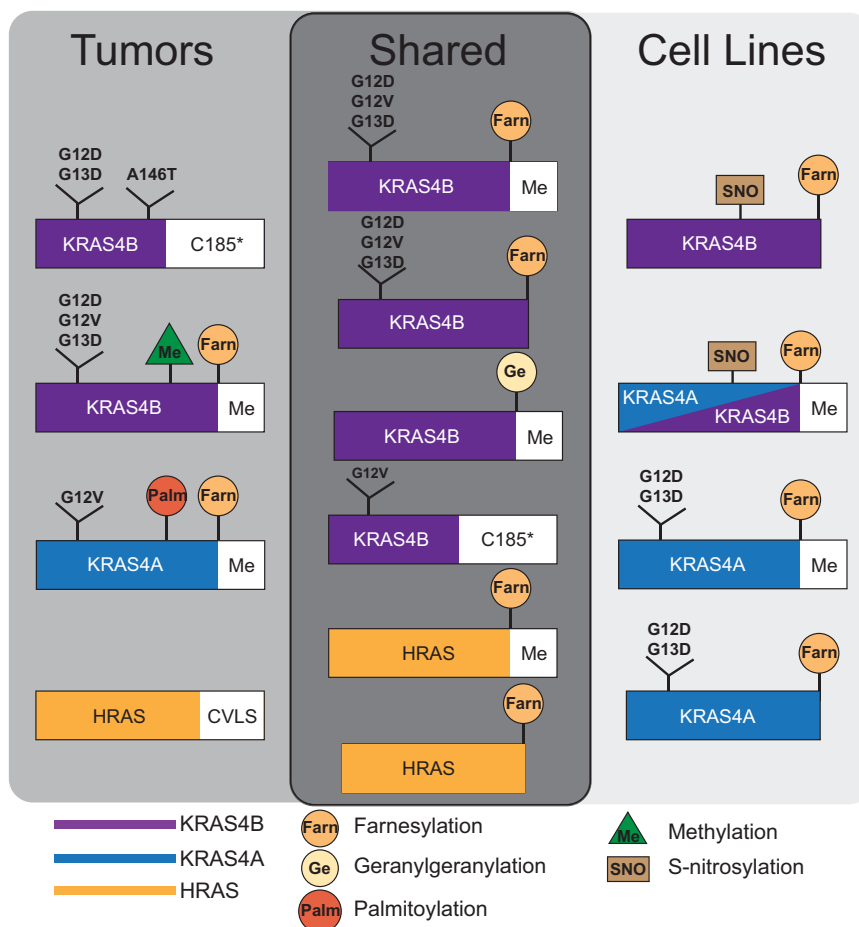 Tumors
Shared
Cell Lines
G12D
G13D
A146T
KRAS4B
C185*
G12D
G12V
G13D
Me
Farn
KRAS4B
Me
G12V
Palm
Farn
KRAS4A
Me
HRAS
CVLS
G12D
G12V
G13D
Farn
KRAS4B
Me
G12D
G12V
G13D
Farn
KRAS4B
Ge
KRAS4B
Me
G12V
KRAS4B
C185*
Farn
HRAS
Me
Farn
HRAS
SNO
Farn
KRAS4B
SNO
Farn
KRAS4A
KRAS4B
Me
G12D
G13D
Farn
KRAS4A
Me
G12D
G13D
Farn
KRAS4A
KRAS4B
KRAS4A
HRAS
Farn Farnesylation
Ge Geranylgeranylation
Palm Palmitoylation
Me Methylation
SNO S-nitrosylation